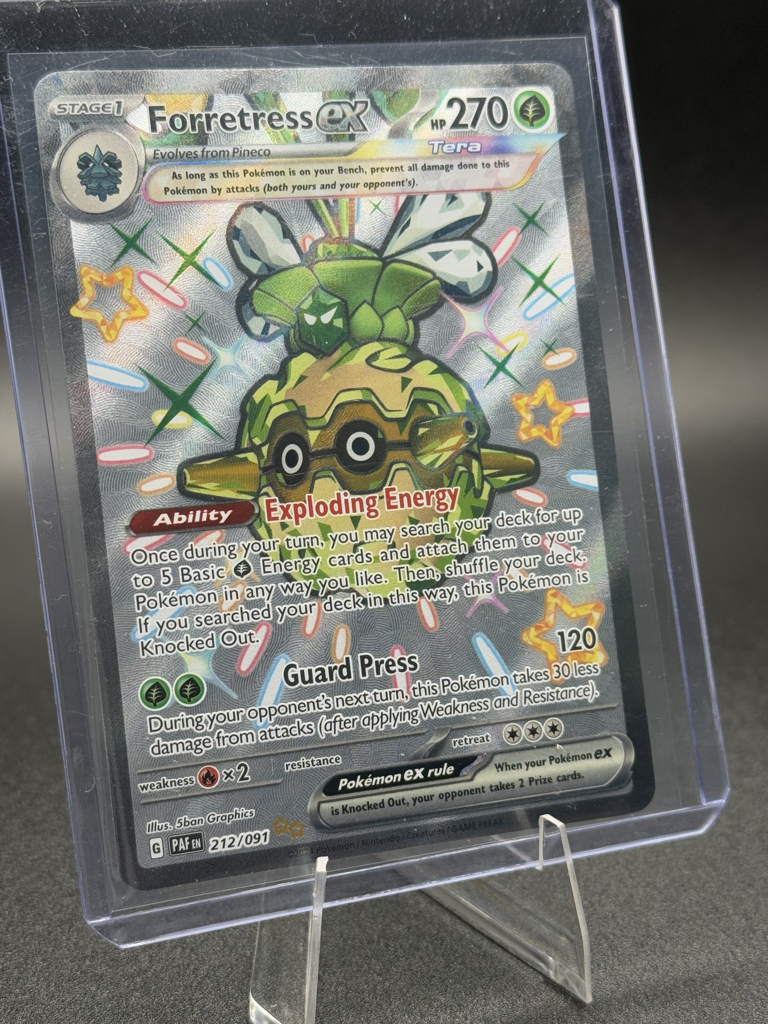 STAGE1 Forretress ex HP 270
Evolves from Pineco Tera
As long as this Pokémon is on your Bench, prevent all damage done to this
Pokémon by attacks (both yours and your opponent's).
Ability Exploding Energy
Once during your turn, you may search your deck for up
to 5 Basic Energy cards and attach them to your
Pokémon in any way you like. Then, shuffle your deck.
If you searched your deck in this way, this Pokémon is
Knocked Out.
Guard Press 120
During your opponent's next turn, this Pokémon takes 30 less
damage from attacks (after applying Weakness and Resistance).
weakness ×2 resistance retreat
Pokémon ex rule When your Pokémon ex
is Knocked Out, your opponent takes 2 Prize cards.
Illus. 5ban Graphics
G PAF EN 212/091
Pokémon / Nintendo / Creatures / GAME FREAK